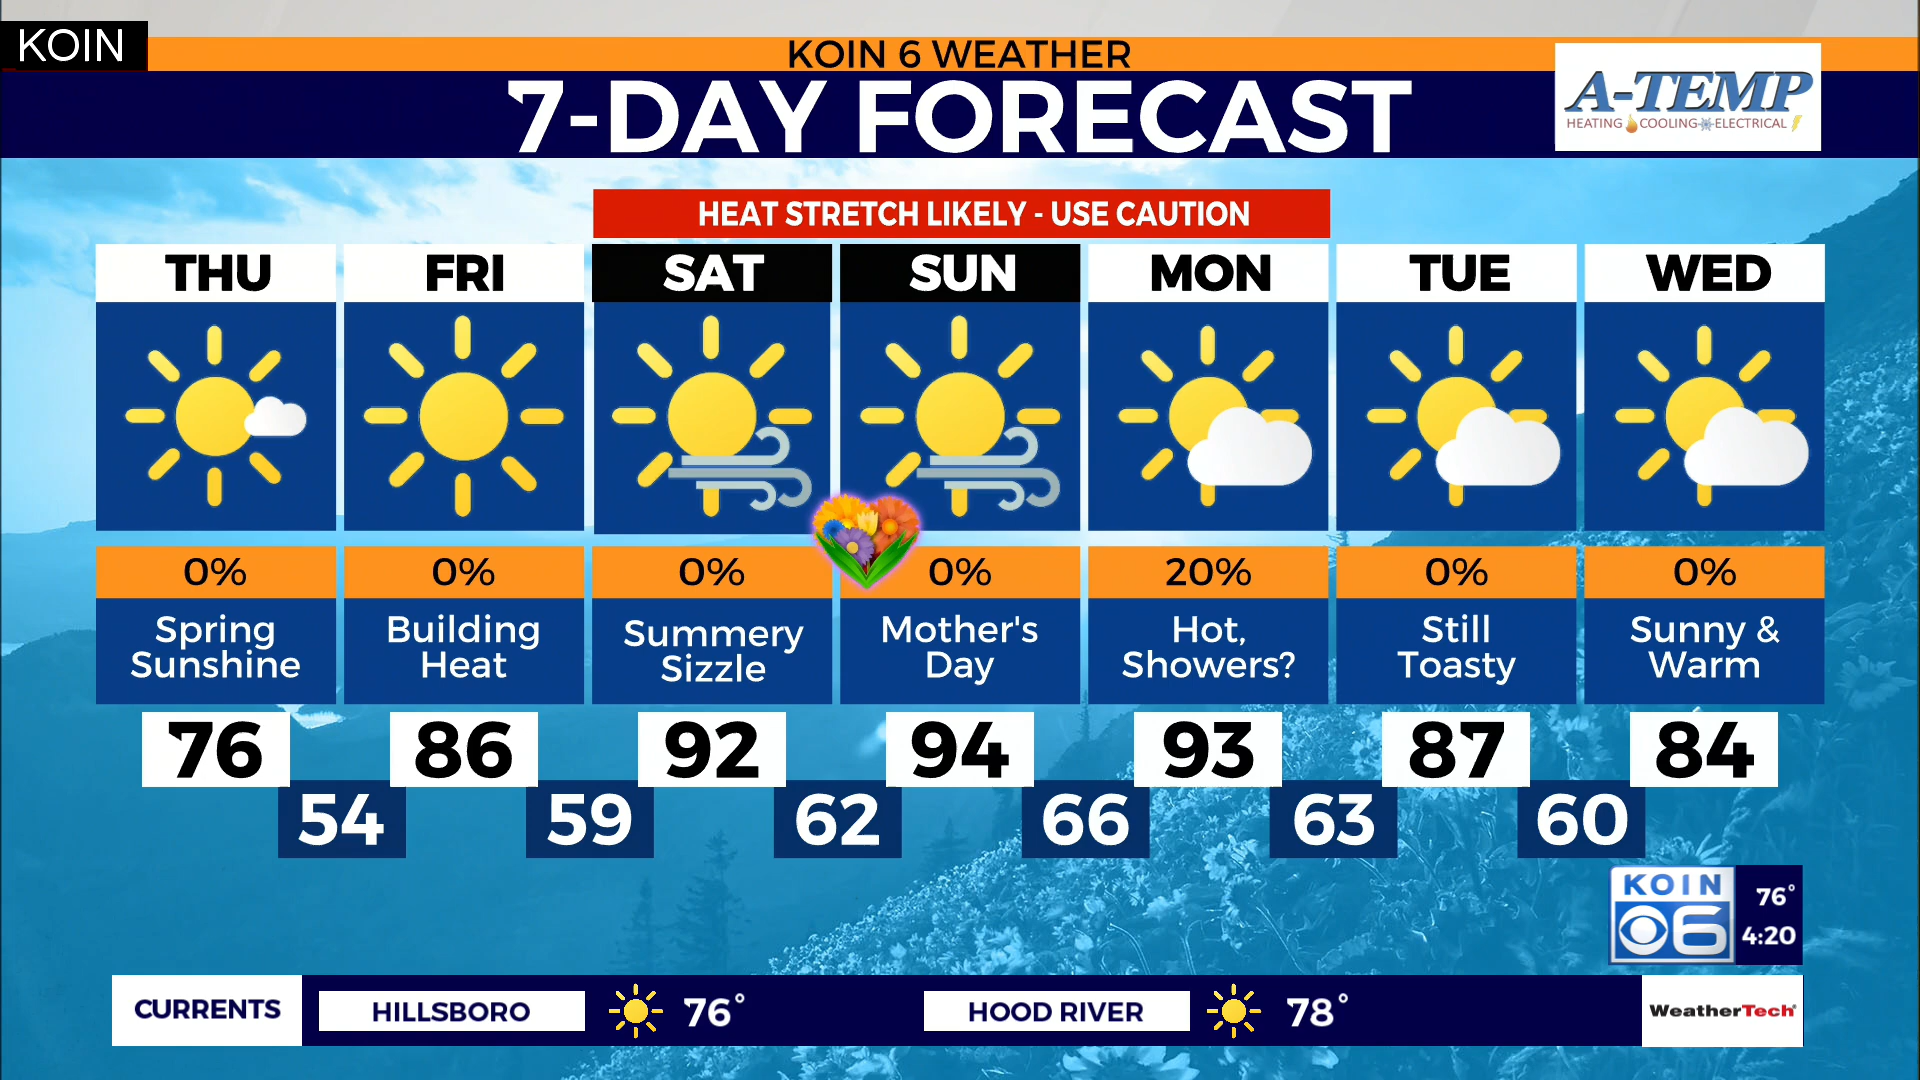 KOIN
KOIN 6 WEATHER
7-DAY FORECAST
A-TEMP
HEATING COOLING ELECTRICAL
HEAT STRETCH LIKELY - USE CAUTION
THU FRI SAT SUN MON TUE WED
0% 0% 0% 0% 20% 0% 0%
Spring Building Summery Mother's Hot, Still Sunny &
Sunshine Heat Sizzle Day Showers? Toasty Warm
76 86 92 94 93 87 84
54 59 62 66 63 60
KOIN 76°
6 4:20
CURRENTS HILLSBORO 76° HOOD RIVER 78° WeatherTech®